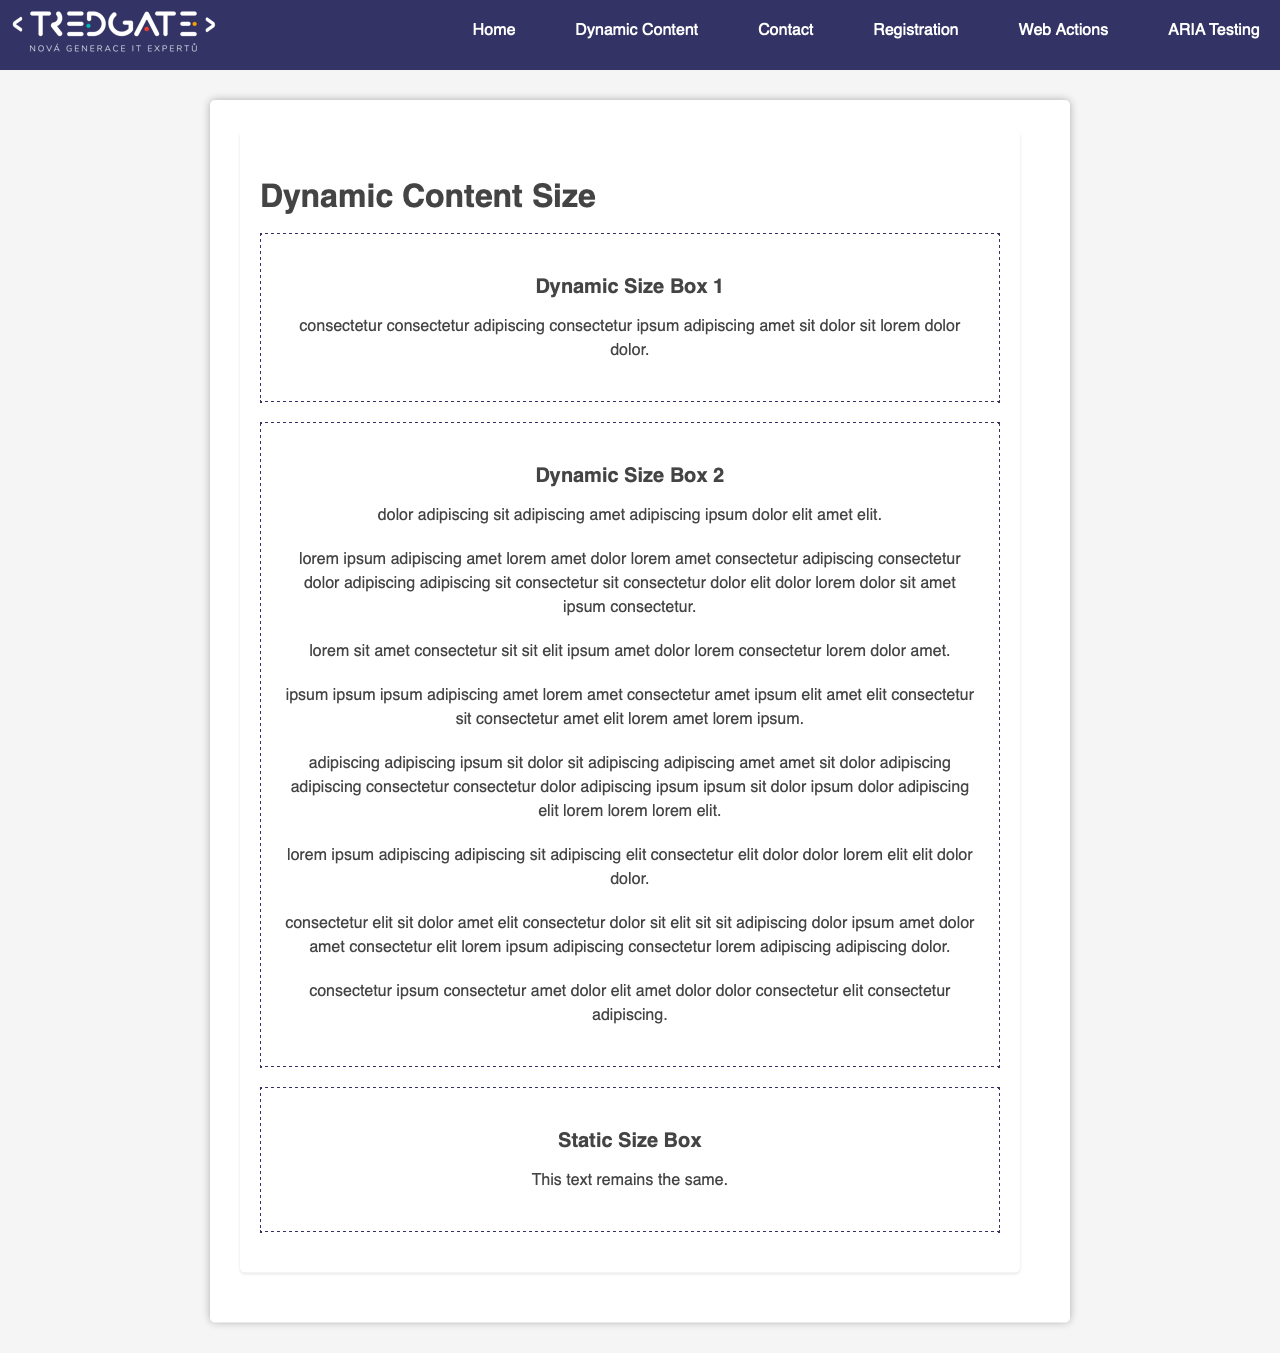 TREDGATE
NOVÁ GENERACE IT EXPERTŮ
Home Dynamic Content Contact Registration Web Actions ARIA Testing
Dynamic Content Size
Dynamic Size Box 1
consectetur consectetur adipiscing consectetur ipsum adipiscing amet sit dolor sit lorem dolor
dolor.
Dynamic Size Box 2
dolor adipiscing sit adipiscing amet adipiscing ipsum dolor elit amet elit.
lorem ipsum adipiscing amet lorem amet dolor lorem amet consectetur adipiscing consectetur
dolor adipiscing adipiscing sit consectetur sit consectetur dolor elit dolor lorem dolor sit amet
ipsum consectetur.
lorem sit amet consectetur sit sit elit ipsum amet dolor lorem consectetur lorem dolor amet.
ipsum ipsum ipsum adipiscing amet lorem amet consectetur amet ipsum elit amet elit consectetur
sit consectetur amet elit lorem amet lorem ipsum.
adipiscing adipiscing ipsum sit dolor sit adipiscing adipiscing amet amet sit dolor adipiscing
adipiscing consectetur consectetur dolor adipiscing ipsum ipsum sit dolor ipsum dolor adipiscing
elit lorem lorem lorem elit.
lorem ipsum adipiscing adipiscing sit adipiscing elit consectetur elit dolor dolor lorem elit elit dolor
dolor.
consectetur elit sit dolor amet elit consectetur dolor sit elit sit sit adipiscing dolor ipsum amet dolor
amet consectetur elit lorem ipsum adipiscing consectetur lorem adipiscing adipiscing dolor.
consectetur ipsum consectetur amet dolor elit amet dolor dolor consectetur elit consectetur
adipiscing.
Static Size Box
This text remains the same.